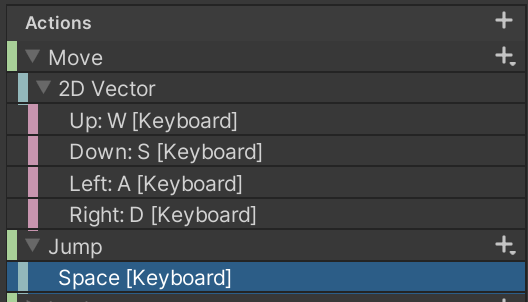 Actions
Move
2D Vector
Up: W [Keyboard]
Down: S [Keyboard]
Left: A [Keyboard]
Right: D [Keyboard]
Jump
Space [Keyboard]